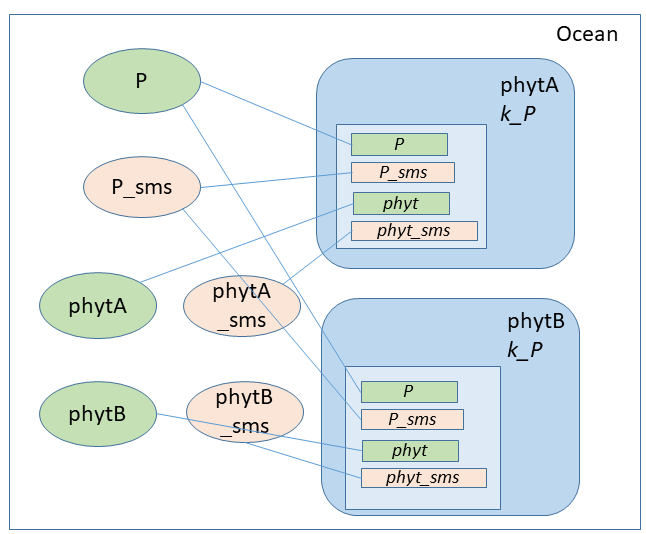 Ocean
P
P_sms
phytA
phytA
_sms
phytB
phytB
_sms
phytA
k_P
P
P_sms
phyt
phyt_sms
phytB
k_P
P
P_sms
phyt
phyt_sms